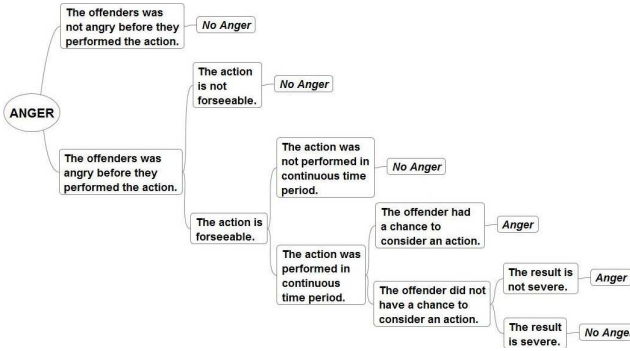 The offenders was
not angry before they
performed the action.
No Anger
The action
is not
forseeable.
No Anger
ANGER
The offenders was
angry before they
performed the action.
The action was
not performed in
continuous time
period.
No Anger
The action is
forseeable.
The offender had
a chance to
consider an action.
Anger
The action was
performed in
continuous
time period.
The offender did not
have a chance to
consider an action.
The result is
not severe.
Anger
The result
is severe.
No Anger